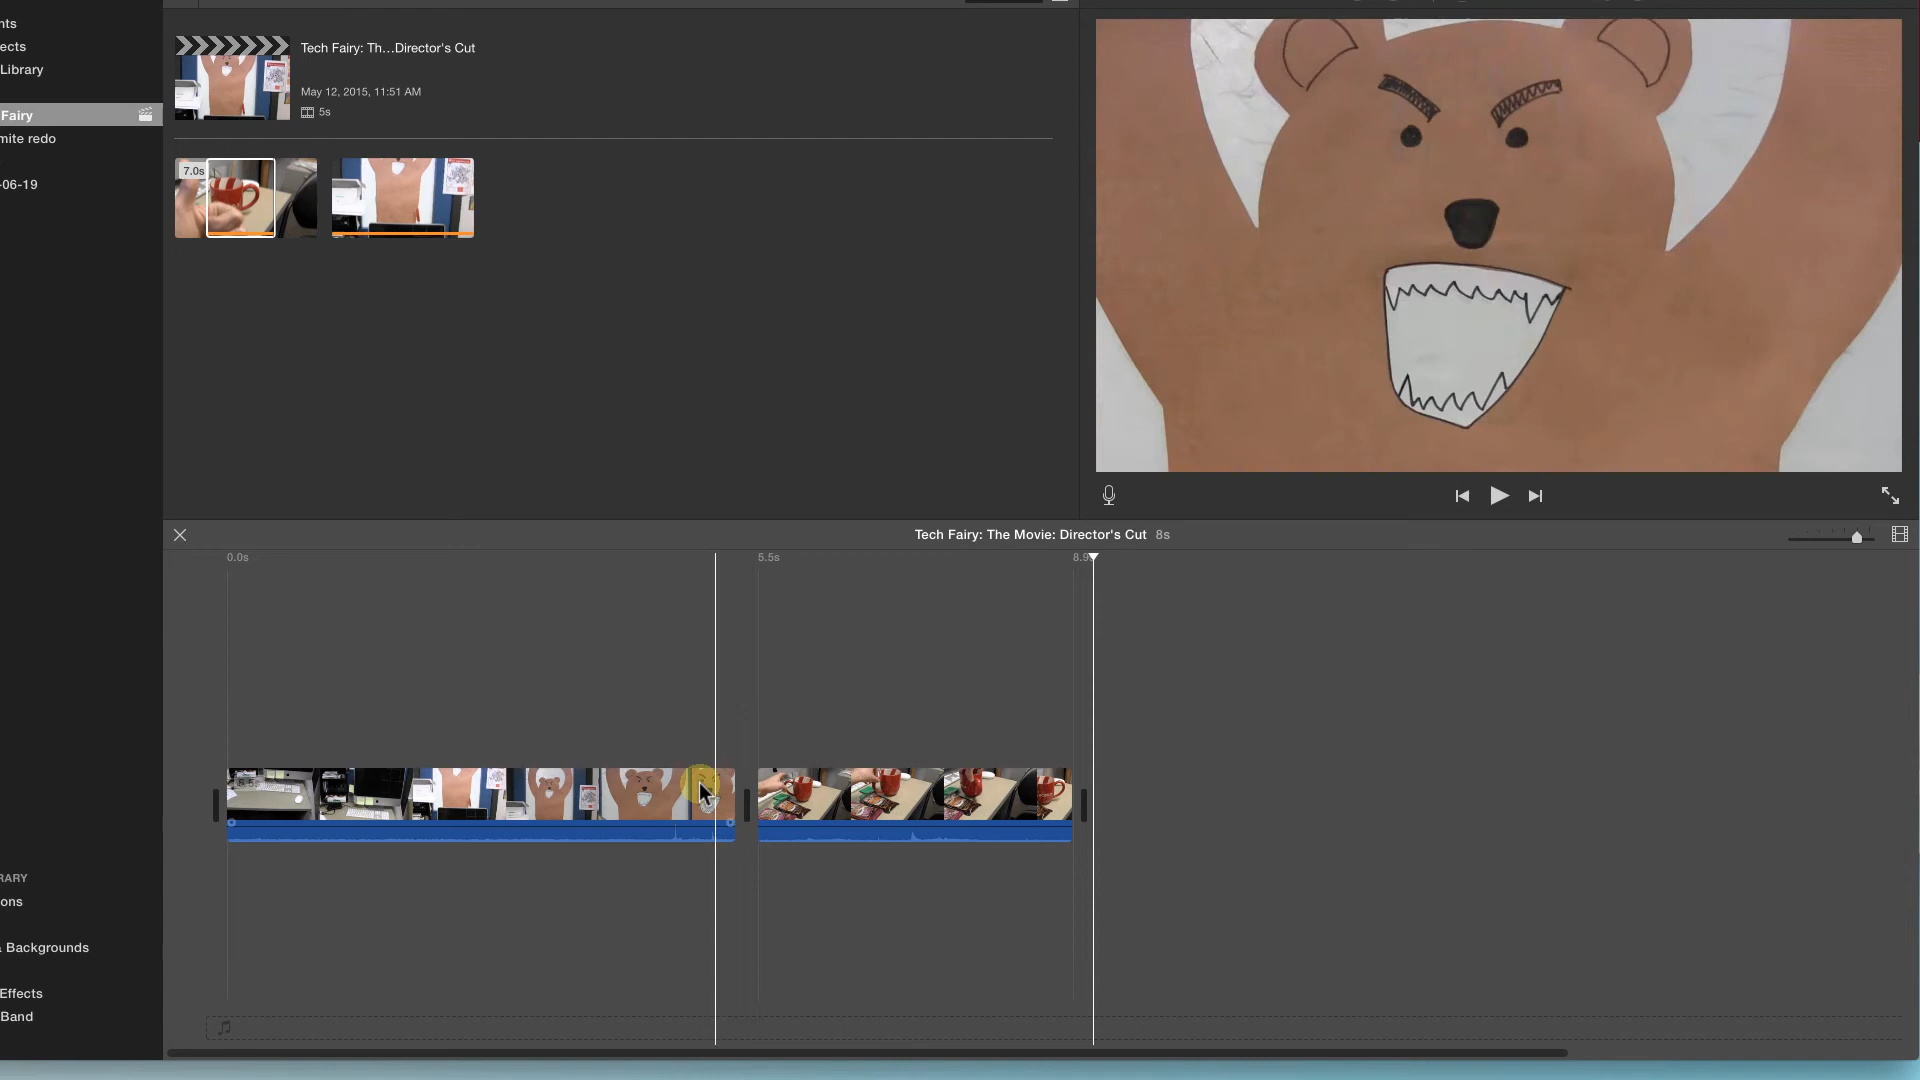 nts
ects
Library
Fairy
mite redo
-06-19
RARY
ons
Backgrounds
Effects
Band
Tech Fairy: Th...Director's Cut
May 12, 2015, 11:51 AM
5s
7.0s
Tech Fairy: The Movie: Director's Cut 8s
0.0s
5.5s
8.9